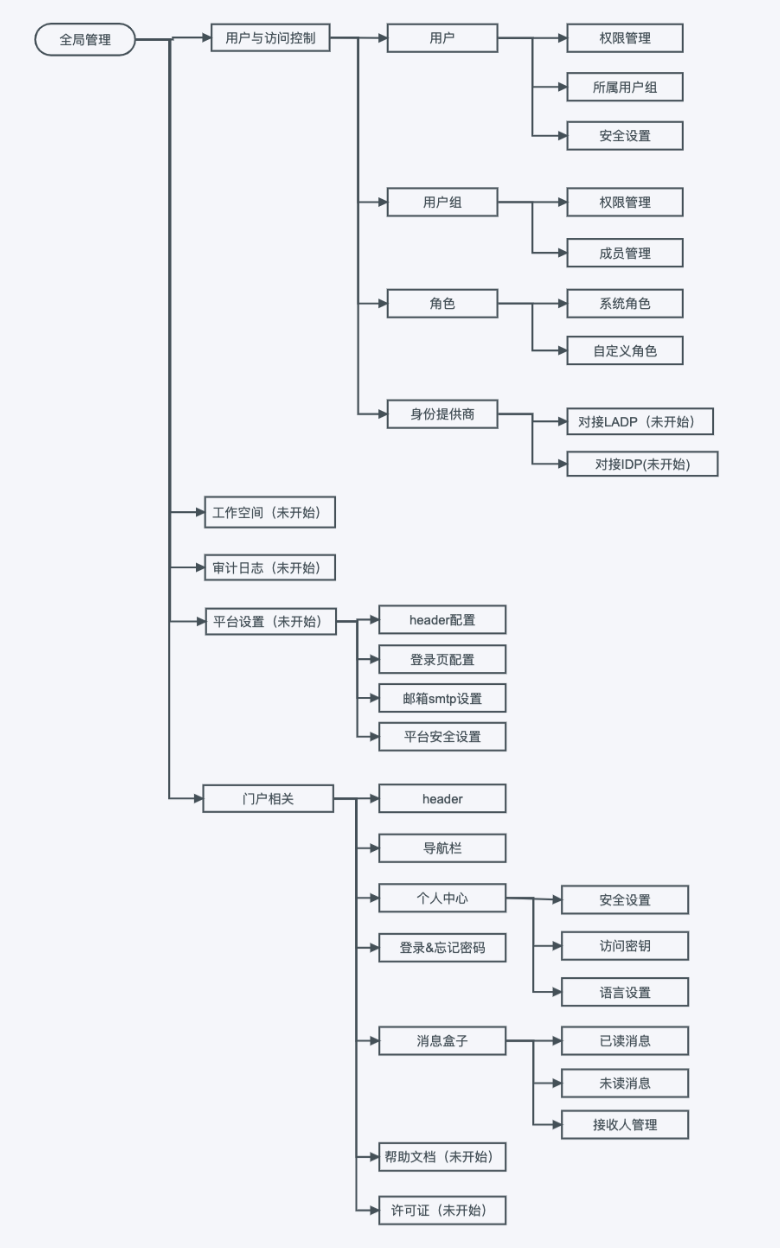 全局管理
用户与访问控制
用户
权限管理
所属用户组
安全设置
用户组
权限管理
成员管理
角色
系统角色
自定义角色
身份提供商
对接LADP（未开始）
对接IDP(未开始)
工作空间（未开始）
审计日志（未开始）
平台设置（未开始）
header配置
登录页配置
邮箱smtp设置
平台安全设置
门户相关
header
导航栏
个人中心
安全设置
访问密钥
语言设置
登录&忘记密码
消息盒子
已读消息
未读消息
接收人管理
帮助文档（未开始）
许可证（未开始）